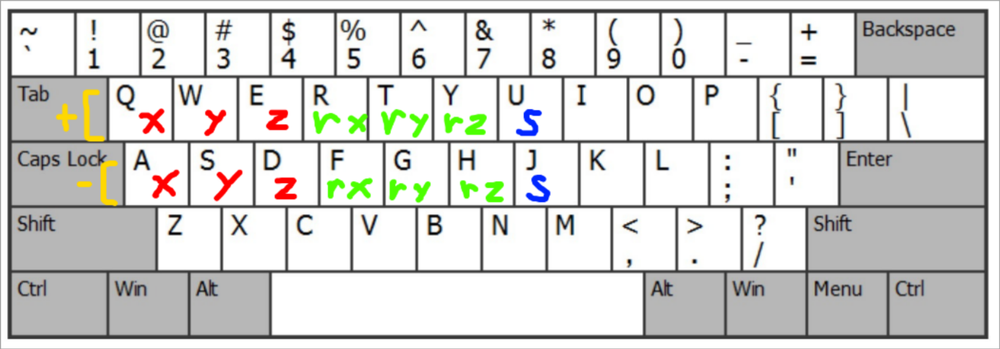 ~ ! @ # $ % ^ & * ( ) _ + Backspace
` 1 2 3 4 5 6 7 8 9 0 - =
Tab Q W E R T Y U I O P { } |
+ [ x y z rx ry rz s [ ] \
Caps Lock A S D F G H J K L : " Enter
- [ x y z rx ry rz s ; '
Shift Z X C V B N M < > ? Shift
, . /
Ctrl Win Alt Alt Win Menu Ctrl